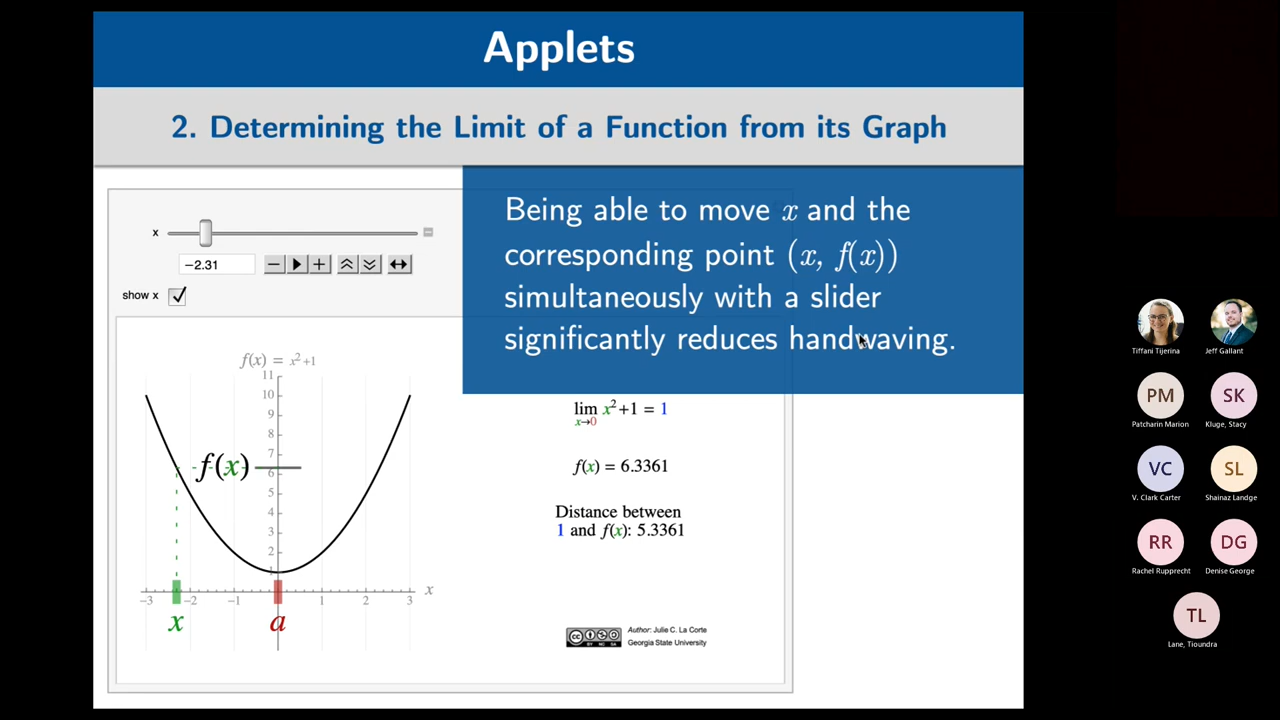 Applets
2. Determining the Limit of a Function from its Graph
Being able to move x and the
corresponding point (x, f(x))
simultaneously with a slider
significantly reduces handwaving.
x
−2.31
show x
f(x) = x²+1
11
10
9
8
7
f(x)
6
5
4
3
2
1
-3 -2 -1 1 2 3 x
x a
lim x²+1 = 1
x→0
f(x) = 6.3361
Distance between
1 and f(x): 5.3361
cc BY NC SA
Author: Julie C. La Corte
Georgia State University
Tiffani Tijerina
Jeff Gallant
PM
SK
Patcharin Marion
Kluge, Stacy
VC
SL
V. Clark Carter
Shainaz Landge
RR
DG
Rachel Rupprecht
Denise George
TL
Lane, Tioundra